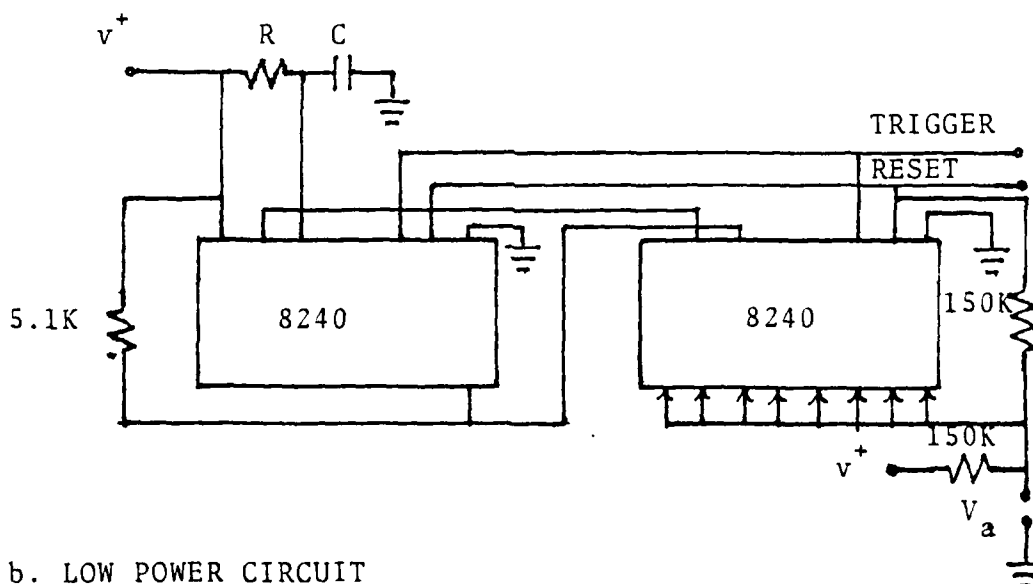 v+
R C
TRIGGER
RESET
5.1K
8240
8240
150K
150K
v+
Va
b. LOW POWER CIRCUIT